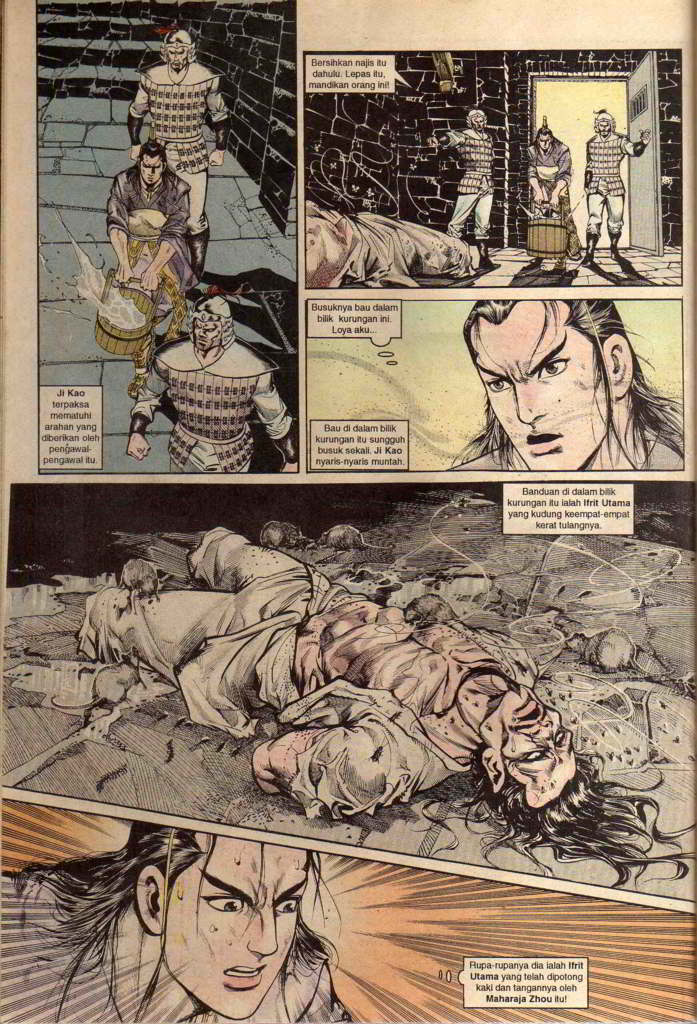 Ji Kao
terpaksa
mematuhi
arahan yang
diberikan oleh
pengawal-
pengawal itu.
Bersihkan najis itu
dahulu. Lepas itu,
mandikan orang ini!
Busuknya bau dalam
bilik kurungan ini.
Loya aku...
Bau di dalam bilik
kurungan itu sungguh
busuk sekali. Ji Kao
nyaris-nyaris muntah.
Banduan di dalam bilik
kurungan itu ialah Ifrit Utama
yang kudung keempat-empat
kerat tulangnya.
Rupa-rupanya dia ialah Ifrit
Utama yang telah dipotong
kaki dan tangannya oleh
Maharaja Zhou itu!